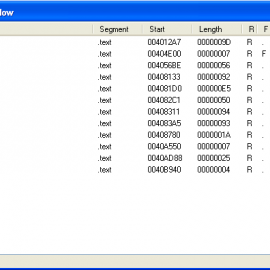 low
Segment Start Length R F
.text 004012A7 0000009D R .
.text 00404E00 00000007 R F
.text 004056BE 00000056 R .
.text 00408133 00000092 R .
.text 004081D0 000000E5 R .
.text 004082C1 00000050 R .
.text 00408311 00000094 R .
.text 004083A5 00000093 R .
.text 00408780 0000001A R .
.text 0040A550 00000007 R .
.text 0040AD88 00000025 R .
.text 0040B940 00000004 R .